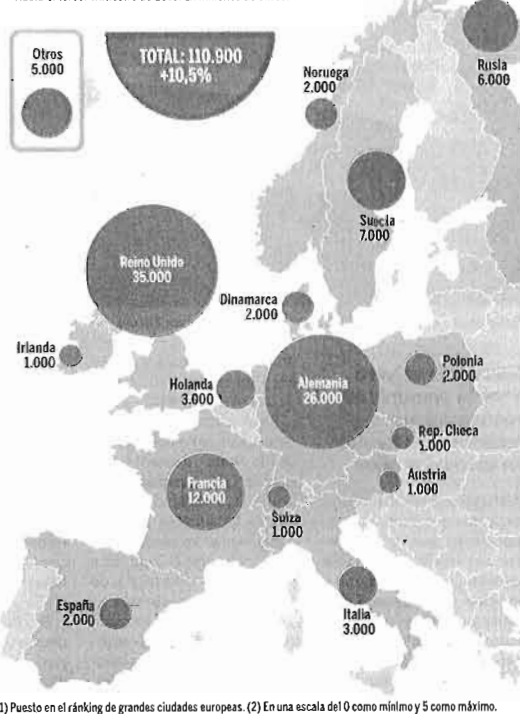 Otros
5.000
TOTAL: 110.900
+10,5%
Noruega
2.000
Rusia
6.000
Suecia
7.000
Reino Unido
35.000
Dinamarca
2.000
Irlanda
1.000
Holanda
3.000
Alemania
26.000
Polonia
2.000
Rep. Checa
1.000
Francia
12.000
Suiza
1.000
Austria
1.000
España
2.000
Italia
3.000
1) Puesto en el ránking de grandes ciudades europeas. (2) En una escala del 0 como mínimo y 5 como máximo.